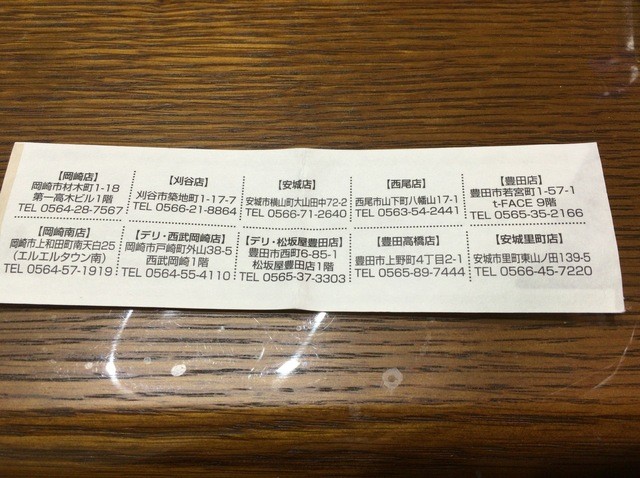 【岡崎店】
岡崎市材木町1-18
第一高木ビル1階
TEL 0564-28-7567
【刈谷店】
刈谷市築地町1-17-7
TEL 0566-21-8864
【安城店】
安城市横山町大山田中72-2
TEL 0566-71-2640
【西尾店】
西尾市山下町八幡山17-1
TEL 0563-54-2441
【豊田店】
豊田市若宮町1-57-1
t-FACE 9階
TEL 0565-35-2166
【岡崎南店】
岡崎市上和田町南天白25
(エルエルタウン南)
TEL 0564-57-1919
【デリ・西武岡崎店】
岡崎市戸崎町外山38-5
西武岡崎1階
TEL 0564-55-4110
【デリ・松坂屋豊田店】
豊田市西町6-85-1
松坂屋豊田店1階
TEL 0565-37-3303
【豊田高橋店】
豊田市上野町4丁目2-1
TEL 0565-89-7444
【安城里町店】
安城市里町東山ノ田139-5
TEL 0566-45-7220